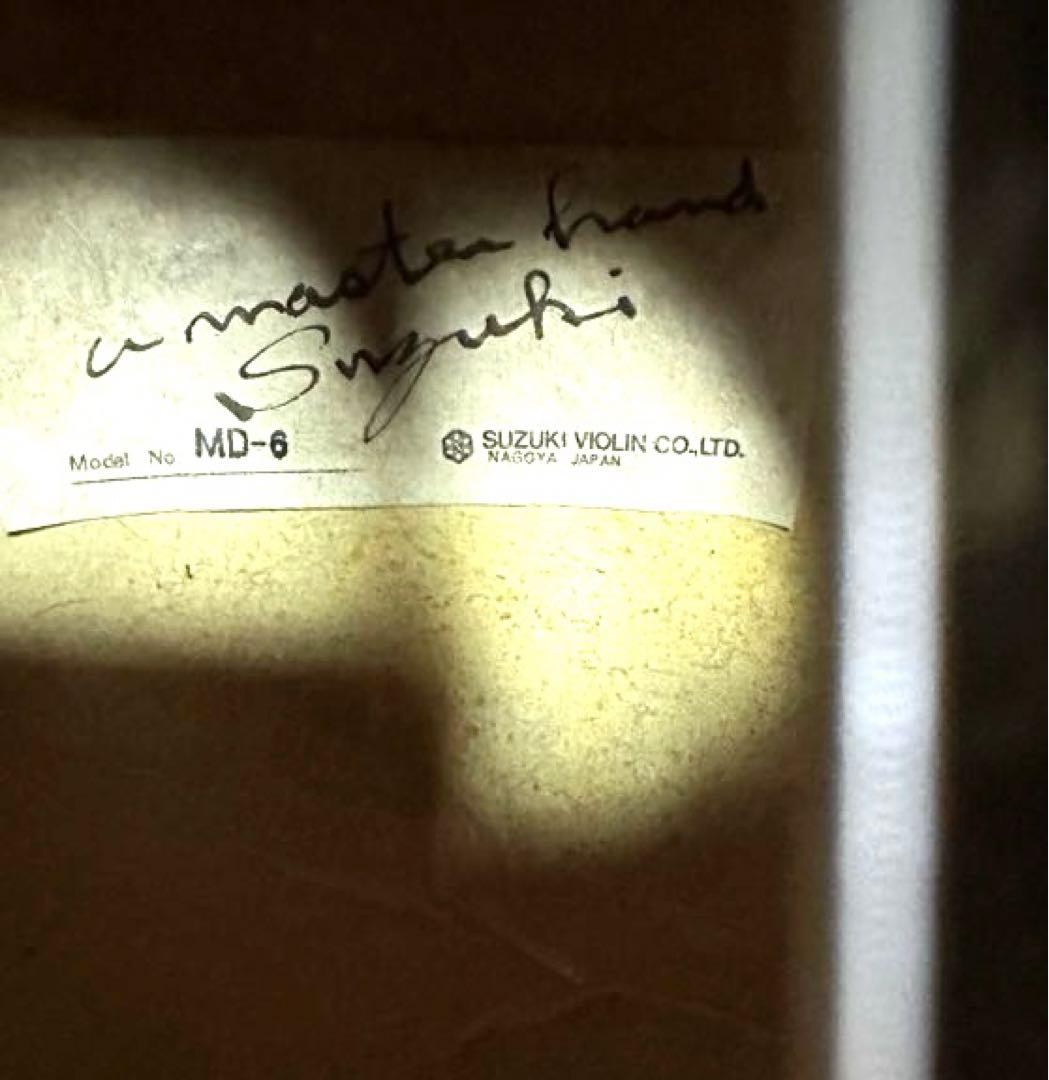 a master hand
Suzuki
Model No MD-6
SUZUKI VIOLIN CO.,LTD.
NAGOYA JAPAN